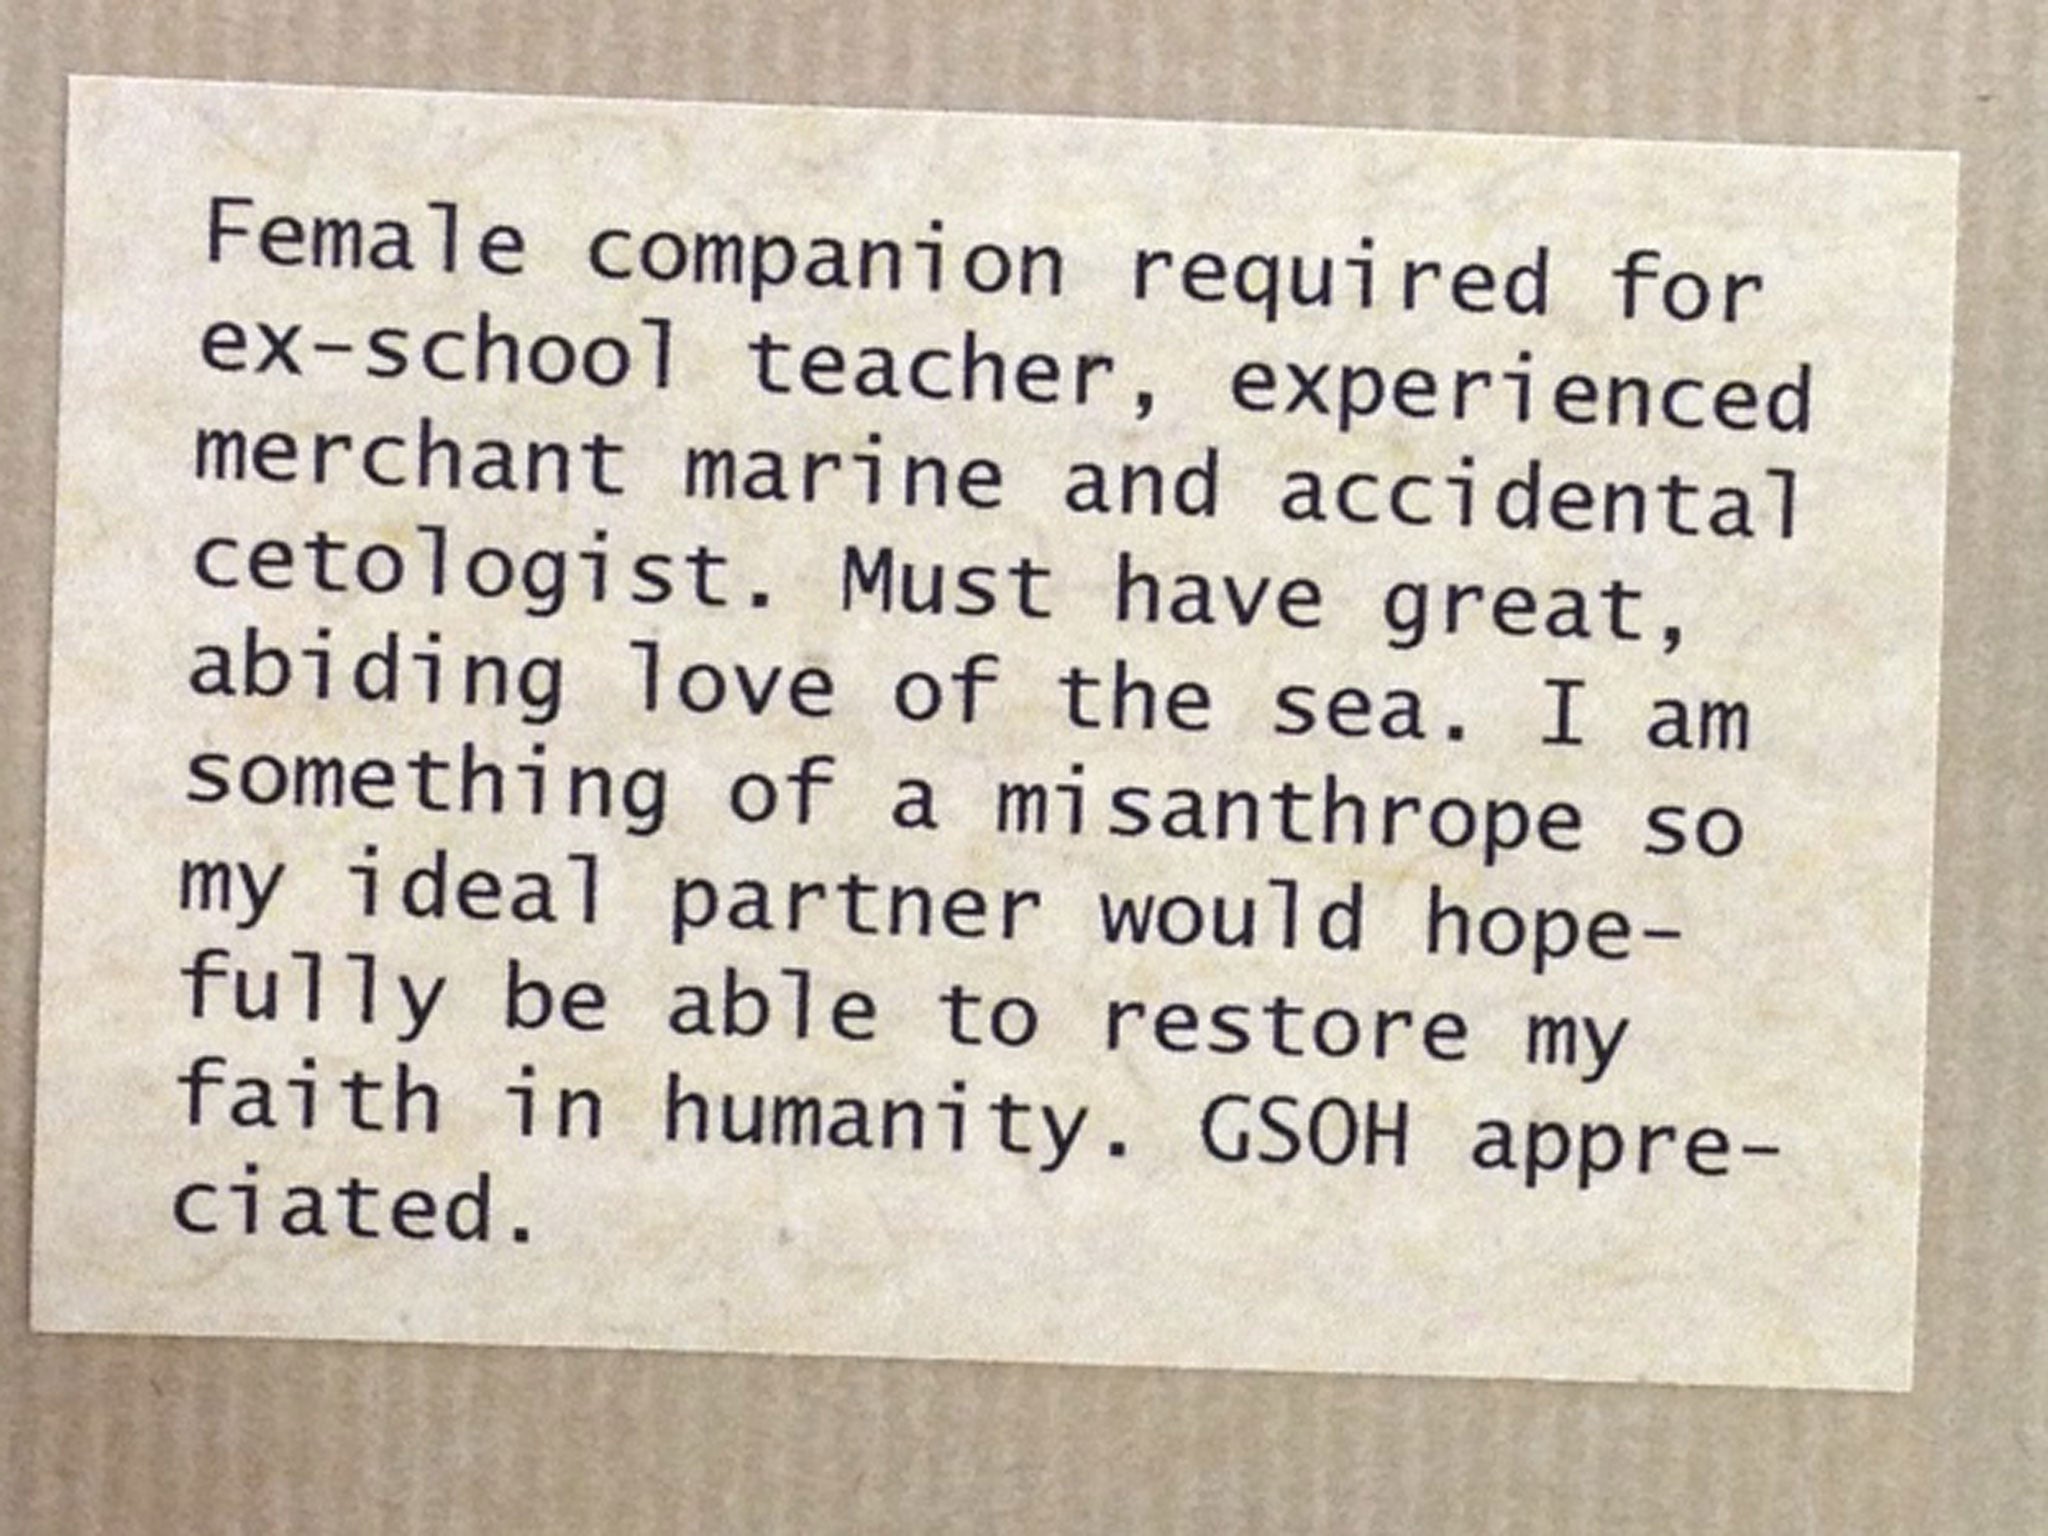 Female companion required for
ex-school teacher, experienced
merchant marine and accidental
cetologist. Must have great,
abiding love of the sea. I am
something of a misanthrope so
my ideal partner would hope-
fully be able to restore my
faith in humanity. GSOH appre-
ciated.